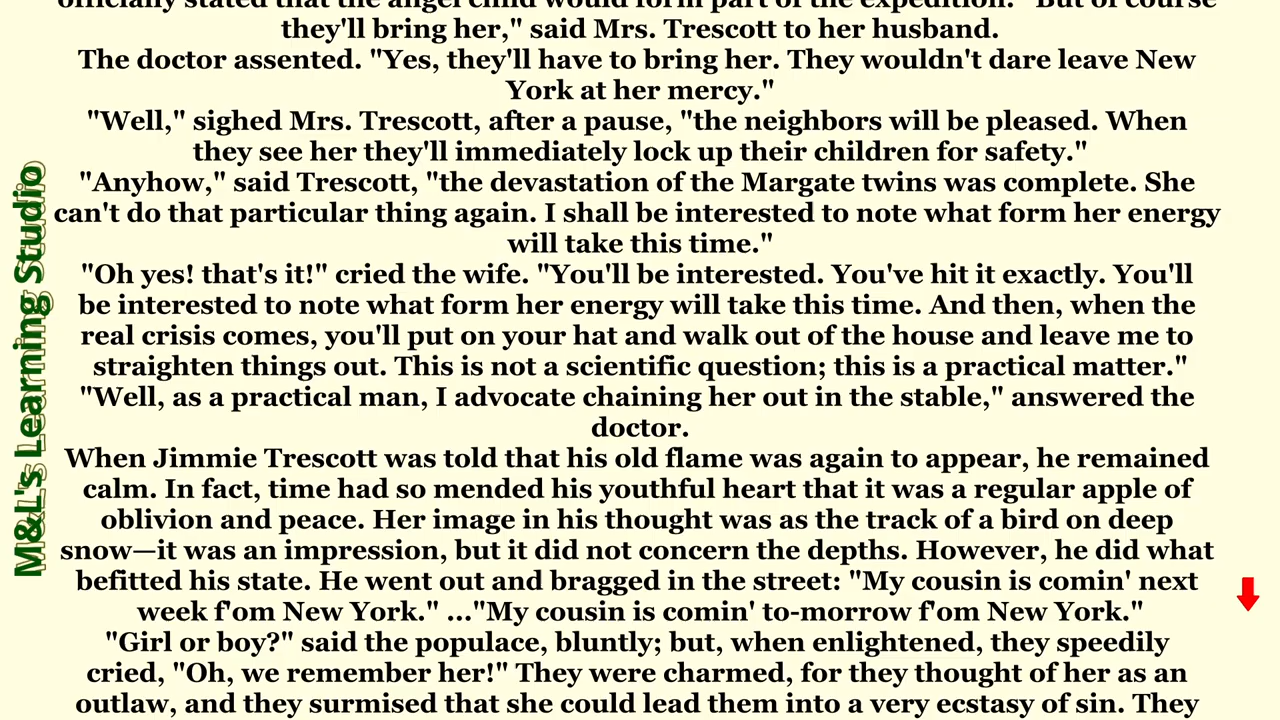 officially stated that the angel child would form part of the expedition. "But of course
they'll bring her," said Mrs. Trescott to her husband.
The doctor assented. "Yes, they'll have to bring her. They wouldn't dare leave New
York at her mercy."
"Well," sighed Mrs. Trescott, after a pause, "the neighbors will be pleased. When
they see her they'll immediately lock up their children for safety."
"Anyhow," said Trescott, "the devastation of the Margate twins was complete. She
can't do that particular thing again. I shall be interested to note what form her energy
will take this time."
"Oh yes! that's it!" cried the wife. "You'll be interested. You've hit it exactly. You'll
be interested to note what form her energy will take this time. And then, when the
real crisis comes, you'll put on your hat and walk out of the house and leave me to
straighten things out. This is not a scientific question; this is a practical matter."
"Well, as a practical man, I advocate chaining her out in the stable," answered the
doctor.
When Jimmie Trescott was told that his old flame was again to appear, he remained
calm. In fact, time had so mended his youthful heart that it was a regular apple of
oblivion and peace. Her image in his thought was as the track of a bird on deep
snow—it was an impression, but it did not concern the depths. However, he did what
befitted his state. He went out and bragged in the street: "My cousin is comin' next
week f'om New York." ..."My cousin is comin' to-morrow f'om New York."
"Girl or boy?" said the populace, bluntly; but, when enlightened, they speedily
cried, "Oh, we remember her!" They were charmed, for they thought of her as an
outlaw, and they surmised that she could lead them into a very ecstasy of sin. They
M&L's Learning Studio